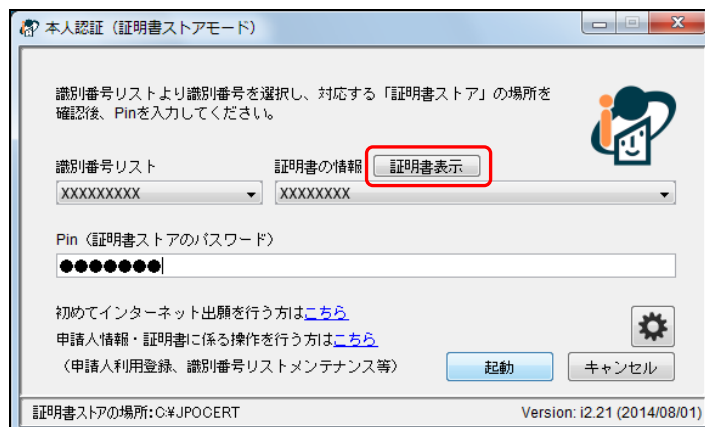 本人認証（証明書ストアモード）
識別番号リストより識別番号を選択し、対応する「証明書ストア」の場所を
確認後、Pinを入力してください。
識別番号リスト 証明書の情報 証明書表示
XXXXXXXXX XXXXXXXX
Pin（証明書ストアのパスワード）
●●●●●●●
初めてインターネット出願を行う方はこちら
申請人情報・証明書に係る操作を行う方はこちら
（申請人利用登録、識別番号リストメンテナンス等） 起動 キャンセル
証明書ストアの場所:C:¥JPOCERT Version: i2.21 (2014/08/01)